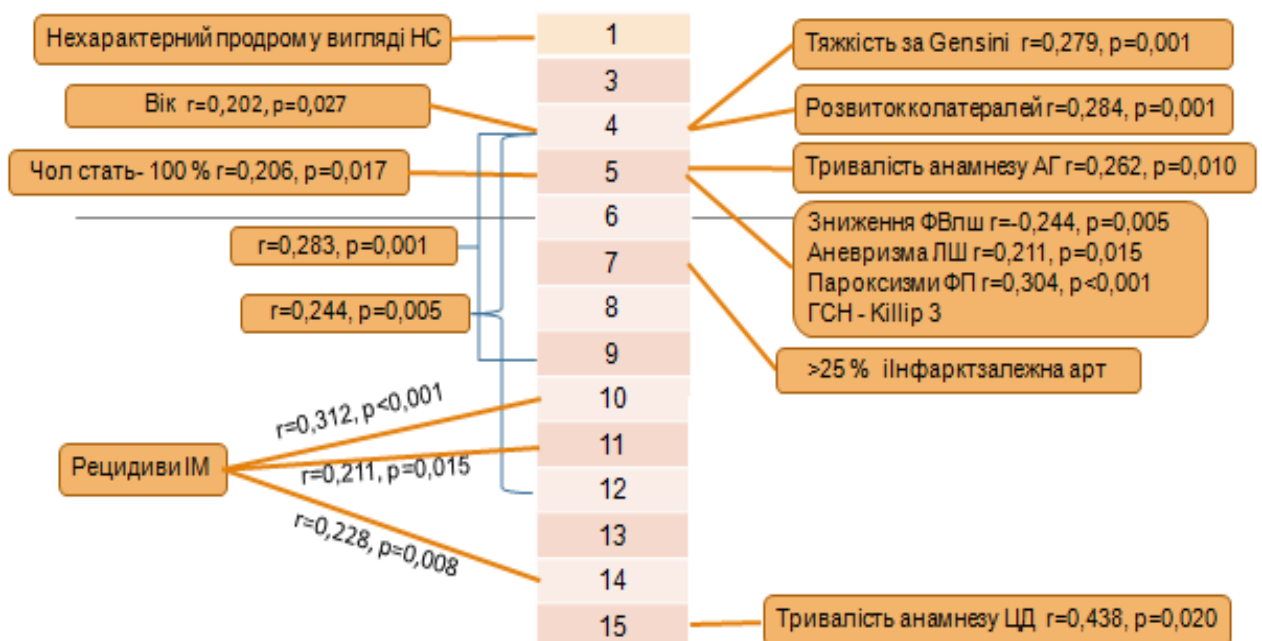 Нехарактерний продром у вигляді НС
Вік r=0,202, p=0,027
Чол стать- 100 % r=0,206, p=0,017
r=0,283, p=0,001
r=0,244, p=0,005
Рецидиви ІМ
r=0,312, p<0,001
r=0,211, p=0,015
r=0,228, p=0,008
1
3
4
5
6
7
8
9
10
11
12
13
14
15
Тяжкість за Gensini r=0,279, p=0,001
Розвиток колатералей r=0,284, p=0,001
Тривалість анамнезу АГ r=0,262, p=0,010
Зниження ФВлш r=-0,244, p=0,005
Аневризма ЛШ r=0,211, p=0,015
Пароксизми ФП r=0,304, p<0,001
ГСН - Killip 3
>25 % іІнфарктзалежна арт
Тривалість анамнезу ЦД r=0,438, p=0,020